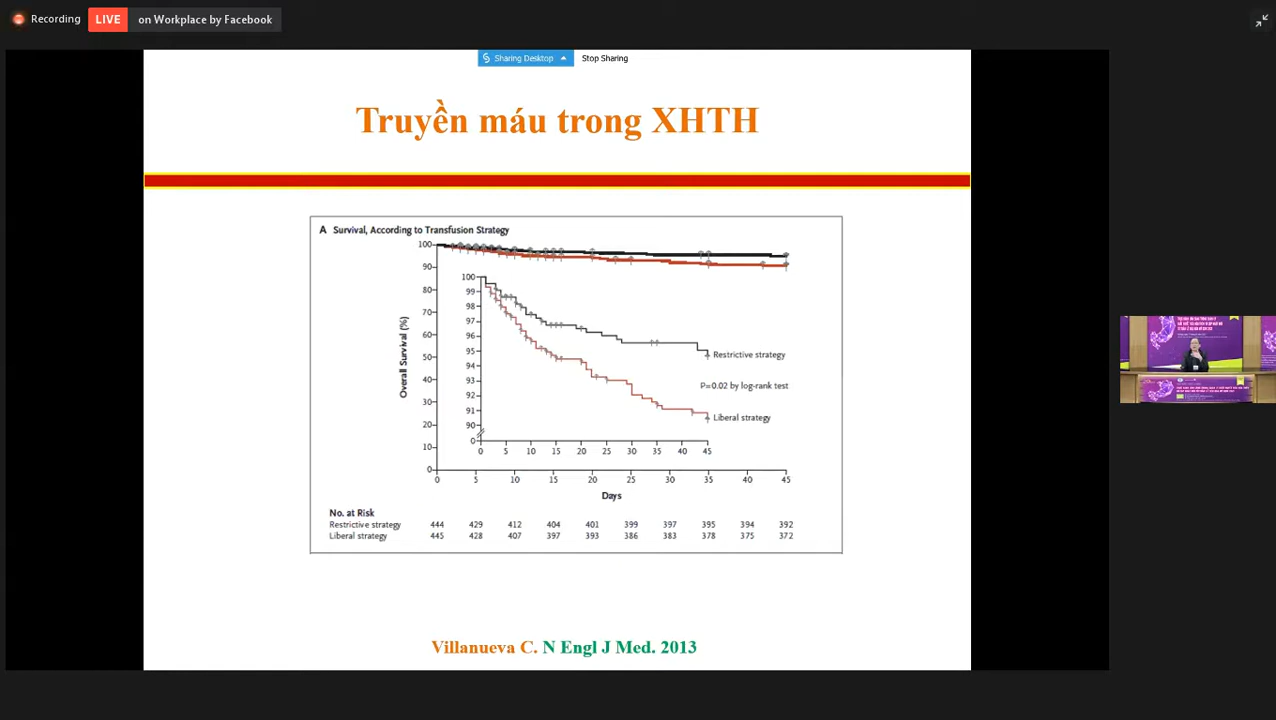 Recording
LIVE on Workplace by Facebook
Sharing Desktop Stop Sharing
Truyền máu trong XHTH
A Survival, According to Transfusion Strategy
Overall Survival (%)
100
90
80
70
60
50
40
30
20
10
0
100
99
98
97
96
95
94
93
92
91
90
0
Restrictive strategy
P=0.02 by log-rank test
Liberal strategy
0 5 10 15 20 25 30 35 40 45
0 5 10 15 20 25 30 35 40 45
Days
No. at Risk
Restrictive strategy 444 429 412 404 401 399 397 395 394 392
Liberal strategy 445 428 407 397 393 386 383 378 375 372
Villanueva C. N Engl J Med. 2013